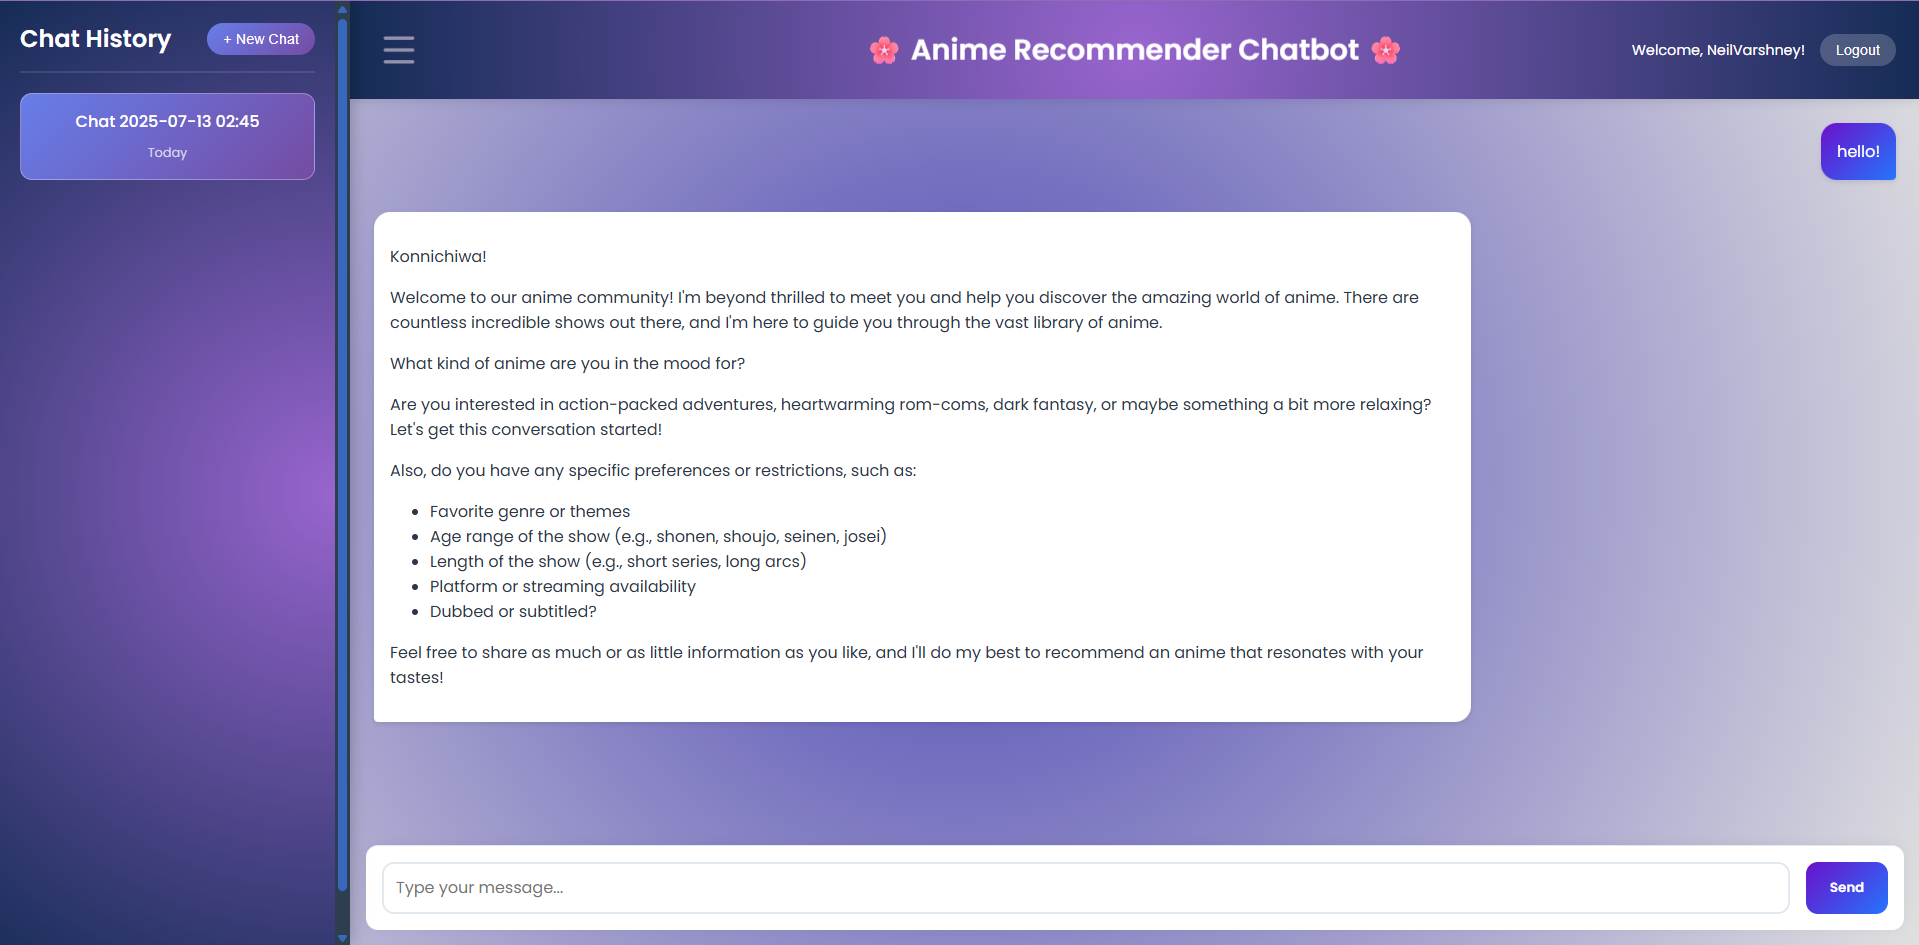 Chat History
+ New Chat
Chat 2025-07-13 02:45
Today
🌸 Anime Recommender Chatbot 🌸
Welcome, NeilVarshney!
Logout
hello!
Konnichiwa!
Welcome to our anime community! I'm beyond thrilled to meet you and help you discover the amazing world of anime. There are
countless incredible shows out there, and I'm here to guide you through the vast library of anime.
What kind of anime are you in the mood for?
Are you interested in action-packed adventures, heartwarming rom-coms, dark fantasy, or maybe something a bit more relaxing?
Let's get this conversation started!
Also, do you have any specific preferences or restrictions, such as:
• Favorite genre or themes
• Age range of the show (e.g., shonen, shoujo, seinen, josei)
• Length of the show (e.g., short series, long arcs)
• Platform or streaming availability
• Dubbed or subtitled?
Feel free to share as much or as little information as you like, and I'll do my best to recommend an anime that resonates with your
tastes!
Type your message...
Send